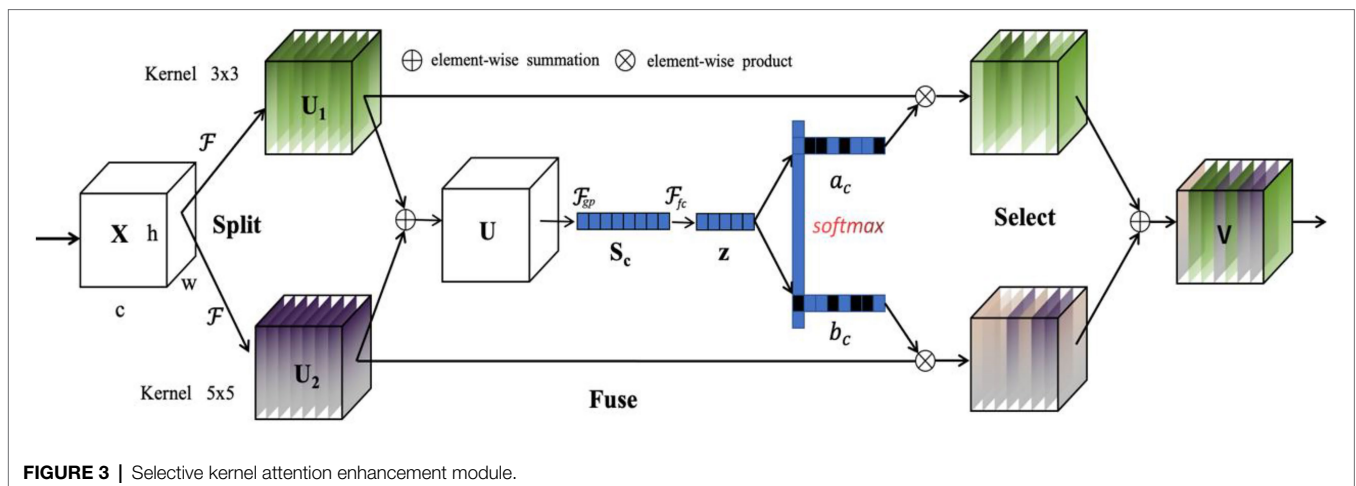 Kernel 3x3
⊕ element-wise summation ⊗ element-wise product
U₁
ℱ
X h
w
c
Split
ℱ
U₂
Kernel 5x5
U
ℱgp
Sc
ℱfc
z
ac
softmax
bc
Fuse
Select
V
FIGURE 3 | Selective kernel attention enhancement module.